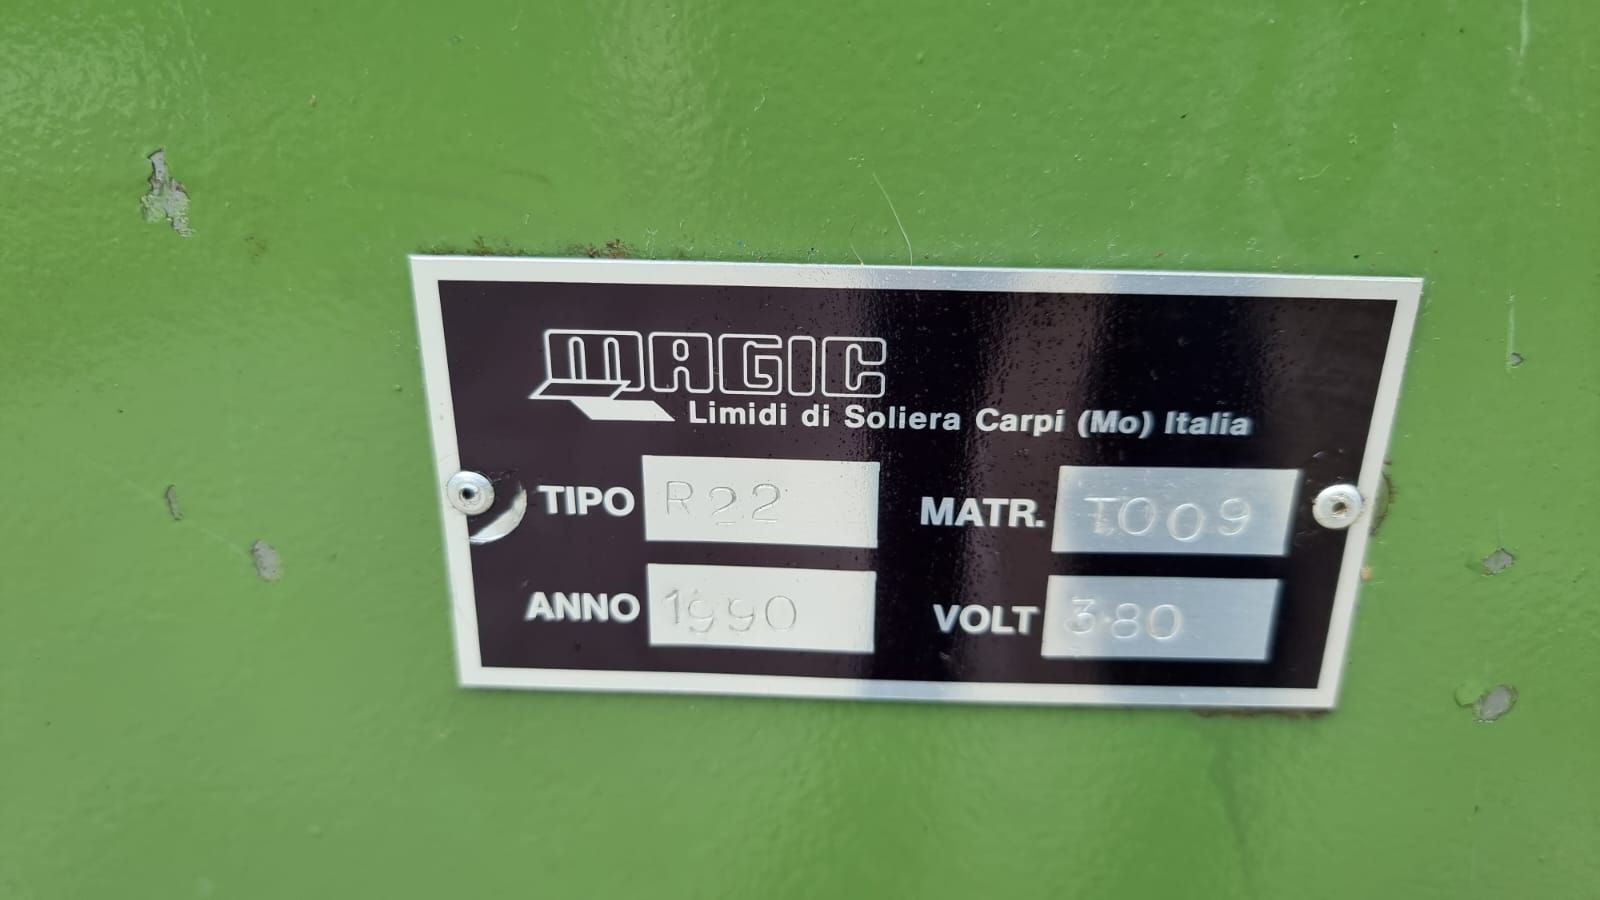 MAGIC
Limidi di Soliera Carpi (Mo) Italia
TIPO R22 MATR. T009
ANNO 1990 VOLT 380